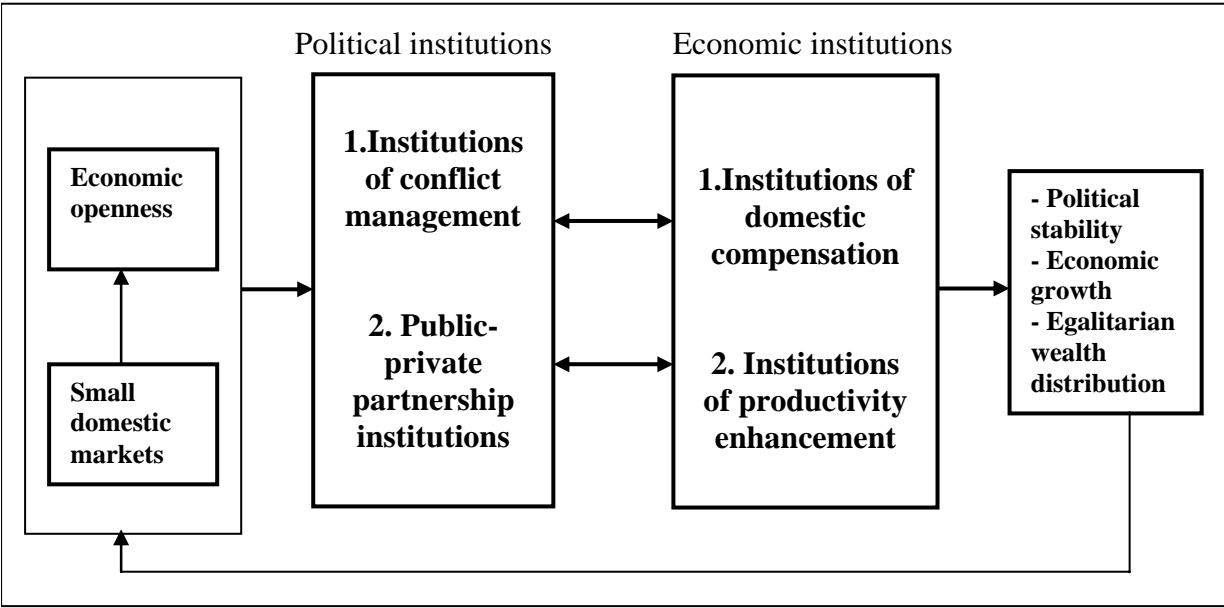 Political institutions
Economic institutions
Economic
openness
Small
domestic
markets
1.Institutions
of conflict
management
2. Public-
private
partnership
institutions
1.Institutions of
domestic
compensation
2. Institutions
of productivity
enhancement
- Political
stability
- Economic
growth
- Egalitarian
wealth
distribution